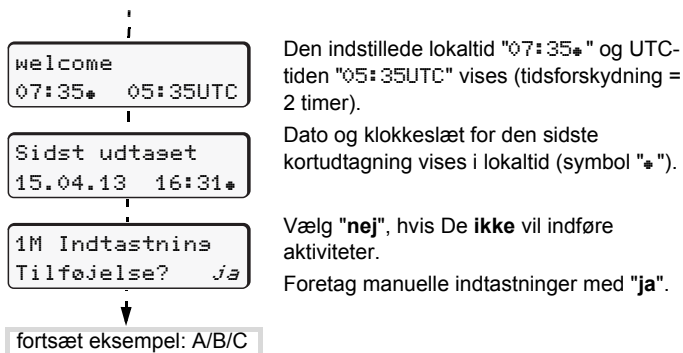 welcome
07:35• 05:35UTC
Sidst udtaget
15.04.13 16:31•
1M Indtastning
Tilføjelse? ja
fortsæt eksempel: A/B/C
Den indstillede lokaltid "07:35•" og UTC-
tiden "05:35UTC" vises (tidsforskydning =
2 timer).
Dato og klokkeslæt for den sidste
kortudtagning vises i lokaltid (symbol "•").
Vælg "nej", hvis De ikke vil indføre
aktiviteter.
Foretag manuelle indtastninger med "ja".